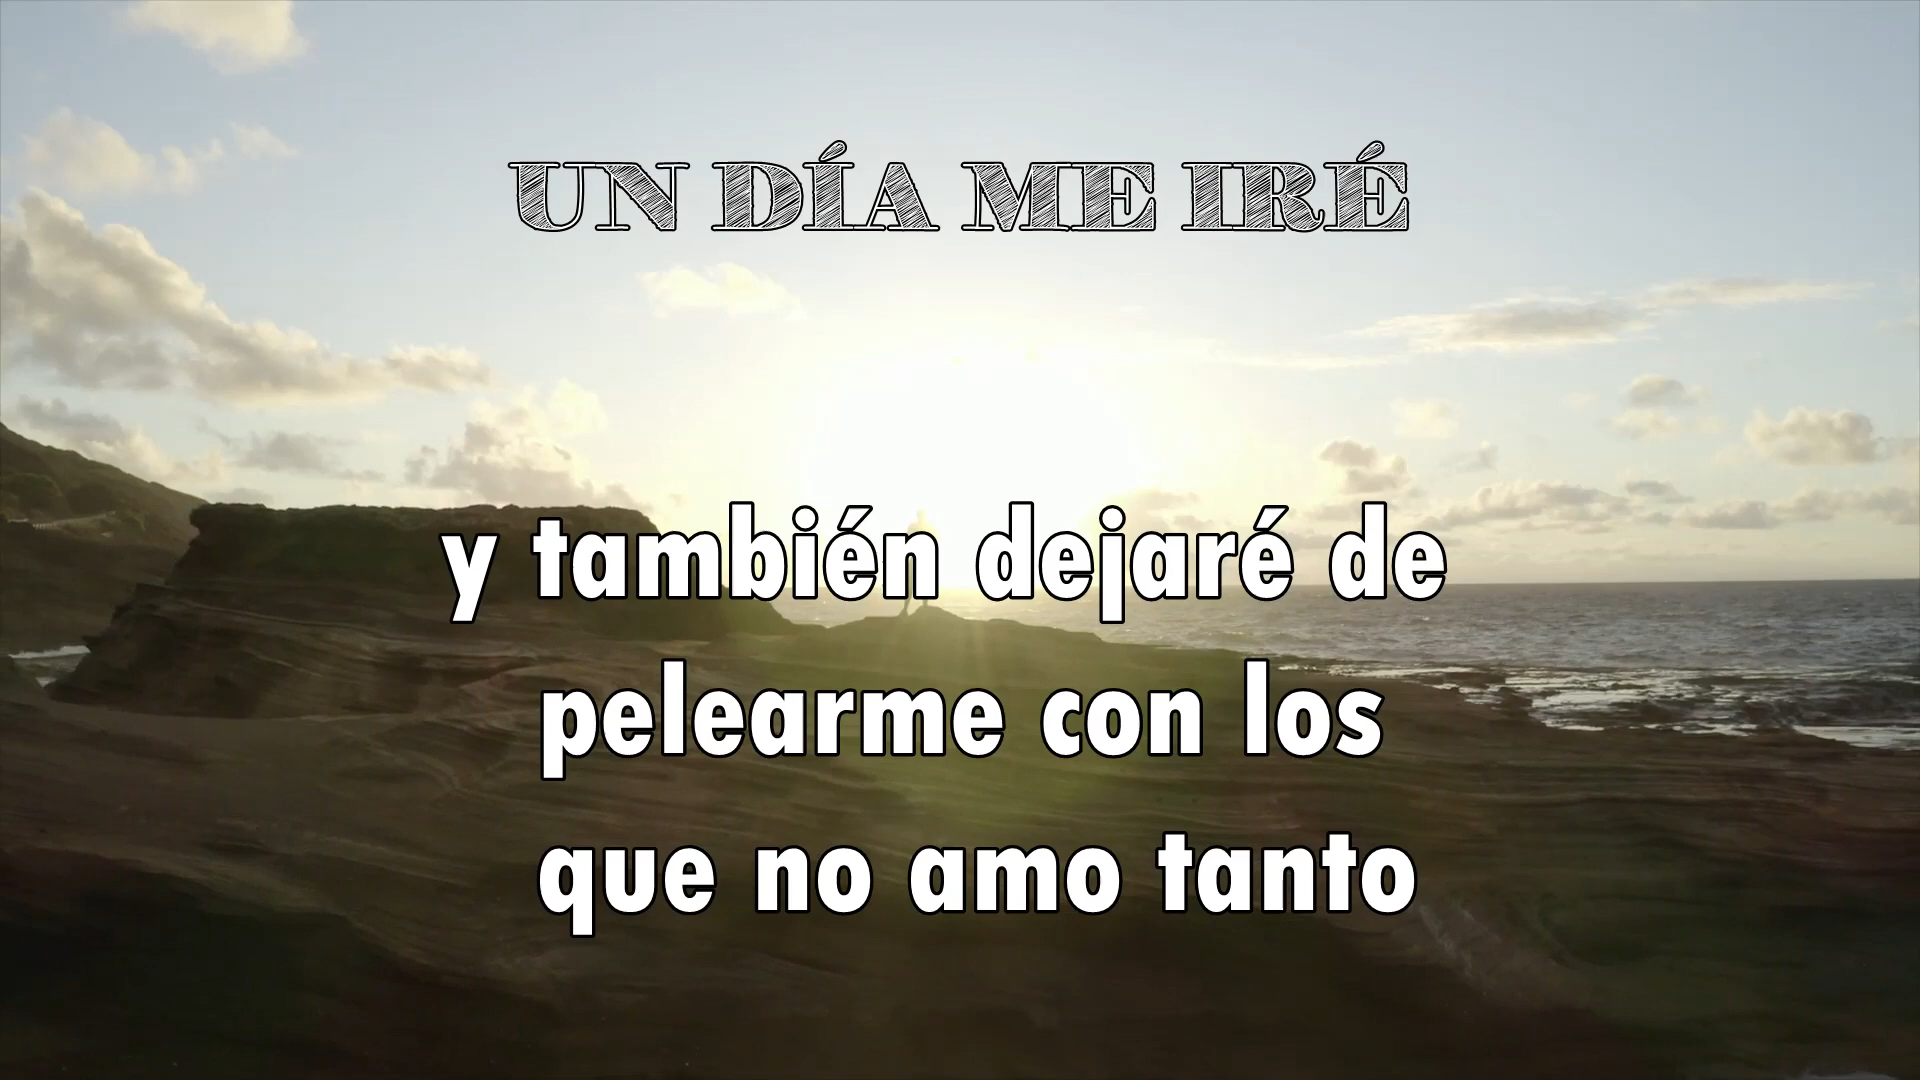 UN DÍA ME IRÉ
y también dejaré de
pelearme con los
que no amo tanto